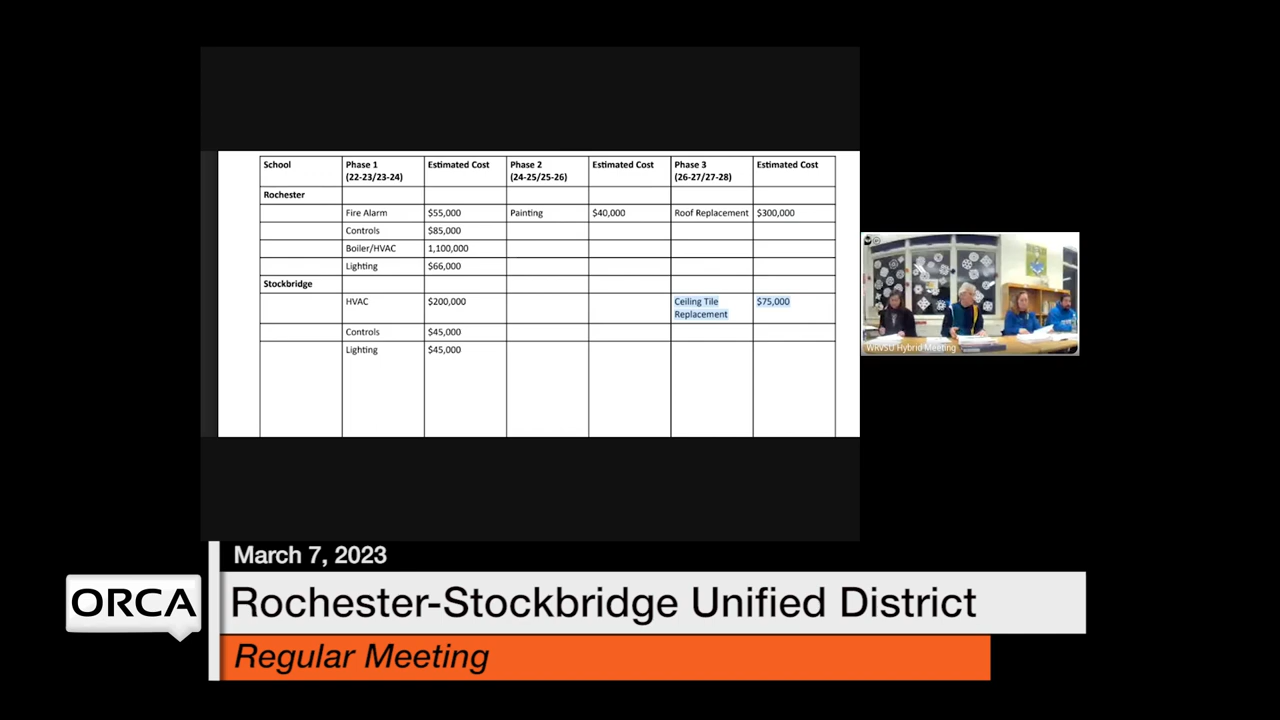 School Phase 1 Estimated Cost Phase 2 Estimated Cost Phase 3 Estimated Cost
(22-23/23-24) (24-25/25-26) (26-27/27-28)
Rochester
Fire Alarm $55,000 Painting $40,000 Roof Replacement $300,000
Controls $85,000
Boiler/HVAC 1,100,000
Lighting $66,000
Stockbridge
HVAC $200,000 Ceiling Tile $75,000
Replacement
Controls $45,000
Lighting $45,000
WRVSU Hybrid Meeting
March 7, 2023
ORCA Rochester-Stockbridge Unified District
Regular Meeting